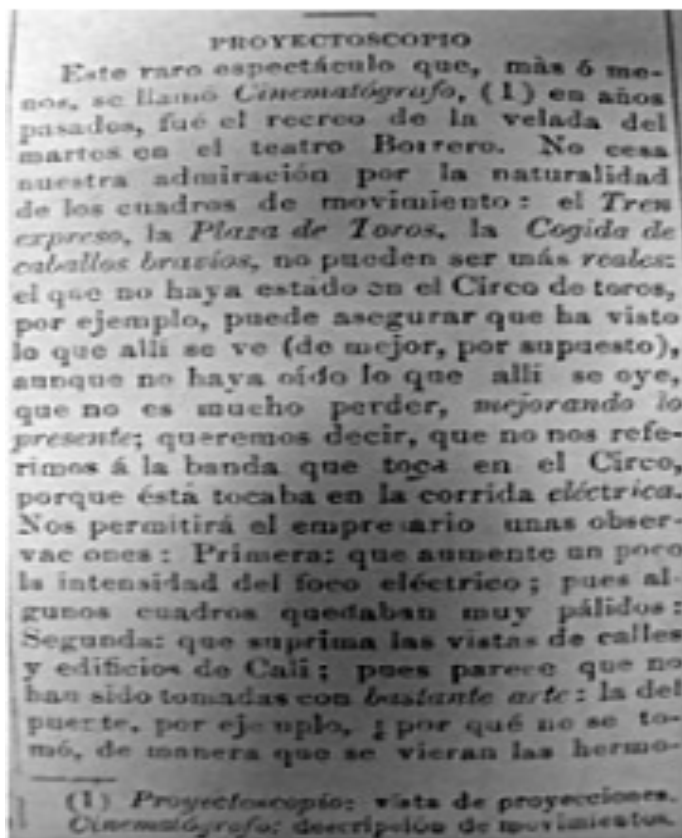 PROYECTOSCOPIO
Este raro espectáculo que, màs ó me-
nos, se llamó Cinematógrafo, (1) en años
pasados, fué el recreo de la velada del
martes en el teatro Borrero. No cesa
nuestra admiración por la naturalidad
de los cuadros de movimiento: el Tren
expreso, la Plaza de Toros, la Cogida de
caballos bravíos, no pueden ser más reales:
el que no haya estado en el Circo de toros,
por ejemplo, puede asegurar que ha visto
lo que allí se ve (de mejor, por supuesto),
aunque no haya oído lo que allí se oye,
que no es mucho perder, mejorando lo
presente; queremos decir, que no nos refe-
rimos á la banda que toca en el Circo,
porque ésta tocaba en la corrida eléctrica.
Nos permitirá el empresario unas obser-
vac ones: Primera: que aumente un poco
la intensidad del foco eléctrico; pues al-
gunos cuadros quedaban muy pálidos:
Segunda: que suprima las vistas de calles
y edificios de Cali; pues parece que no
han sido tomadas con bastante arte: la del
puerte, por eje nplo, ¿por qué no se to-
mó, de manera que se vieran las hermo-
(1) Proyectoscopio: vista de proyecciones.
Cinematógrafo: descripción de movimientos.